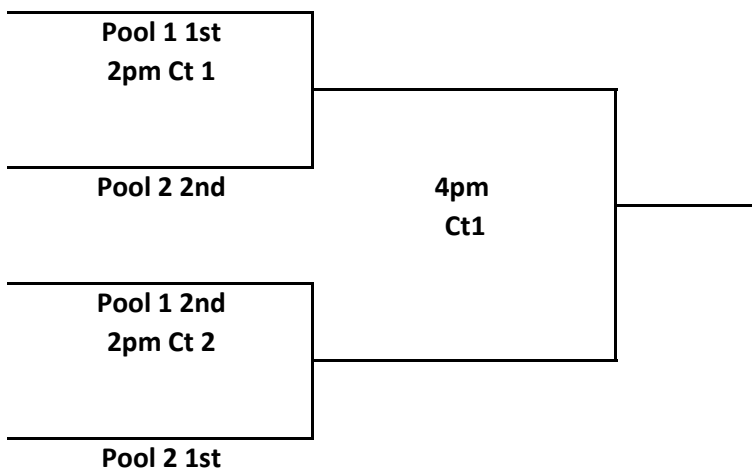 Pool 1 1st
2pm Ct 1
Pool 2 2nd
4pm
Ct1
Pool 1 2nd
2pm Ct 2
Pool 2 1st